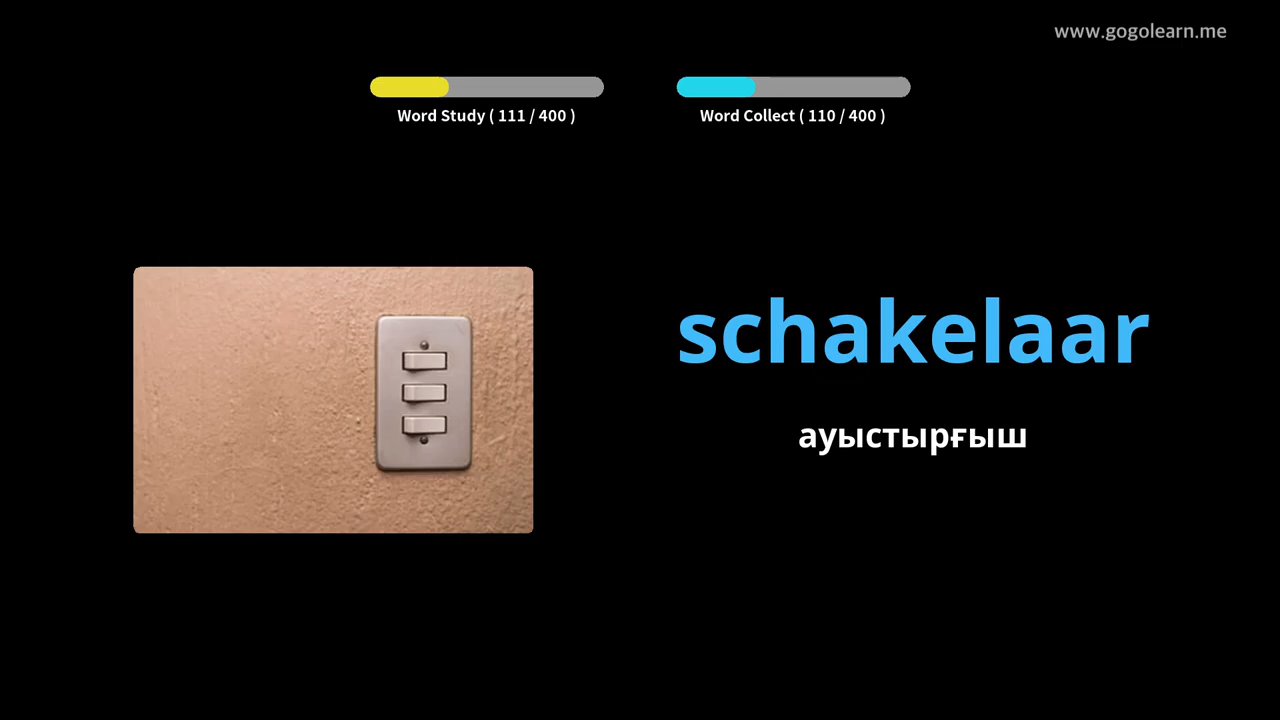 www.gogolearn.me
Word Study ( 111 / 400 )
Word Collect ( 110 / 400 )
schakelaar
ауыстырғыш